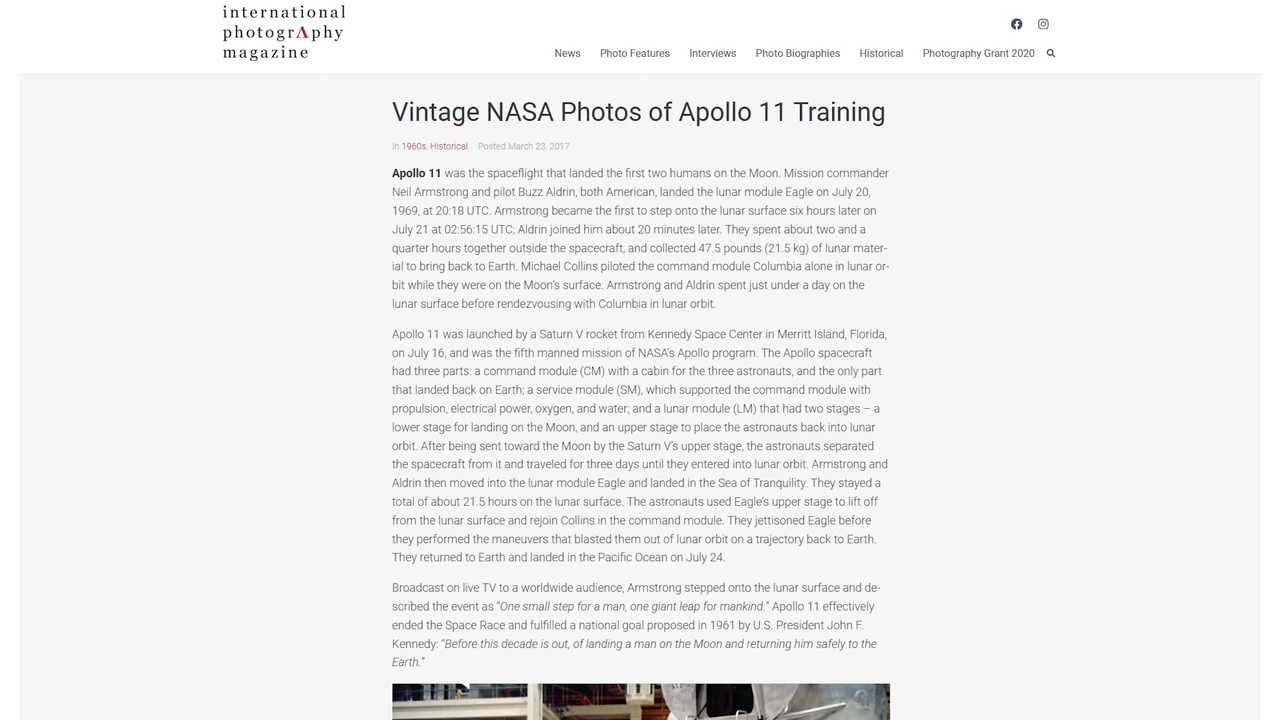 international
photogrΛphy
magazine
News Photo Features Interviews Photo Biographies Historical Photography Grant 2020
Vintage NASA Photos of Apollo 11 Training
In 1960s, Historical Posted March 23, 2017
Apollo 11 was the spaceflight that landed the first two humans on the Moon. Mission commander
Neil Armstrong and pilot Buzz Aldrin, both American, landed the lunar module Eagle on July 20,
1969, at 20:18 UTC. Armstrong became the first to step onto the lunar surface six hours later on
July 21 at 02:56:15 UTC; Aldrin joined him about 20 minutes later. They spent about two and a
quarter hours together outside the spacecraft, and collected 47.5 pounds (21.5 kg) of lunar mater-
ial to bring back to Earth. Michael Collins piloted the command module Columbia alone in lunar or-
bit while they were on the Moon’s surface. Armstrong and Aldrin spent just under a day on the
lunar surface before rendezvousing with Columbia in lunar orbit.
Apollo 11 was launched by a Saturn V rocket from Kennedy Space Center in Merritt Island, Florida,
on July 16, and was the fifth manned mission of NASA’s Apollo program. The Apollo spacecraft
had three parts: a command module (CM) with a cabin for the three astronauts, and the only part
that landed back on Earth; a service module (SM), which supported the command module with
propulsion, electrical power, oxygen, and water; and a lunar module (LM) that had two stages – a
lower stage for landing on the Moon, and an upper stage to place the astronauts back into lunar
orbit. After being sent toward the Moon by the Saturn V’s upper stage, the astronauts separated
the spacecraft from it and traveled for three days until they entered into lunar orbit. Armstrong and
Aldrin then moved into the lunar module Eagle and landed in the Sea of Tranquility. They stayed a
total of about 21.5 hours on the lunar surface. The astronauts used Eagle’s upper stage to lift off
from the lunar surface and rejoin Collins in the command module. They jettisoned Eagle before
they performed the maneuvers that blasted them out of lunar orbit on a trajectory back to Earth.
They returned to Earth and landed in the Pacific Ocean on July 24.
Broadcast on live TV to a worldwide audience, Armstrong stepped onto the lunar surface and de-
scribed the event as “One small step for a man, one giant leap for mankind.” Apollo 11 effectively
ended the Space Race and fulfilled a national goal proposed in 1961 by U.S. President John F.
Kennedy: “Before this decade is out, of landing a man on the Moon and returning him safely to the
Earth.”